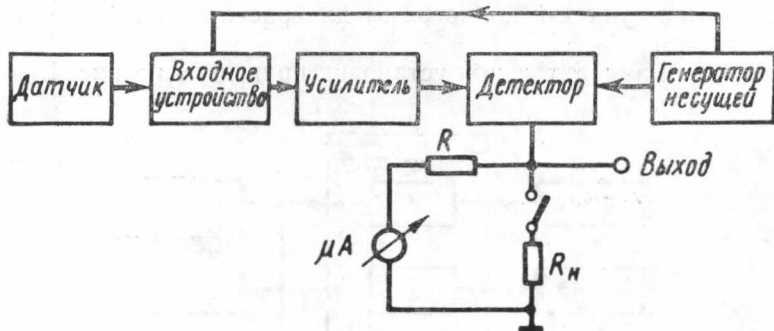 Датчик
Входное
устройство
Усилитель
Детектор
Генератор
несущей
R
Выход
μA
Rн